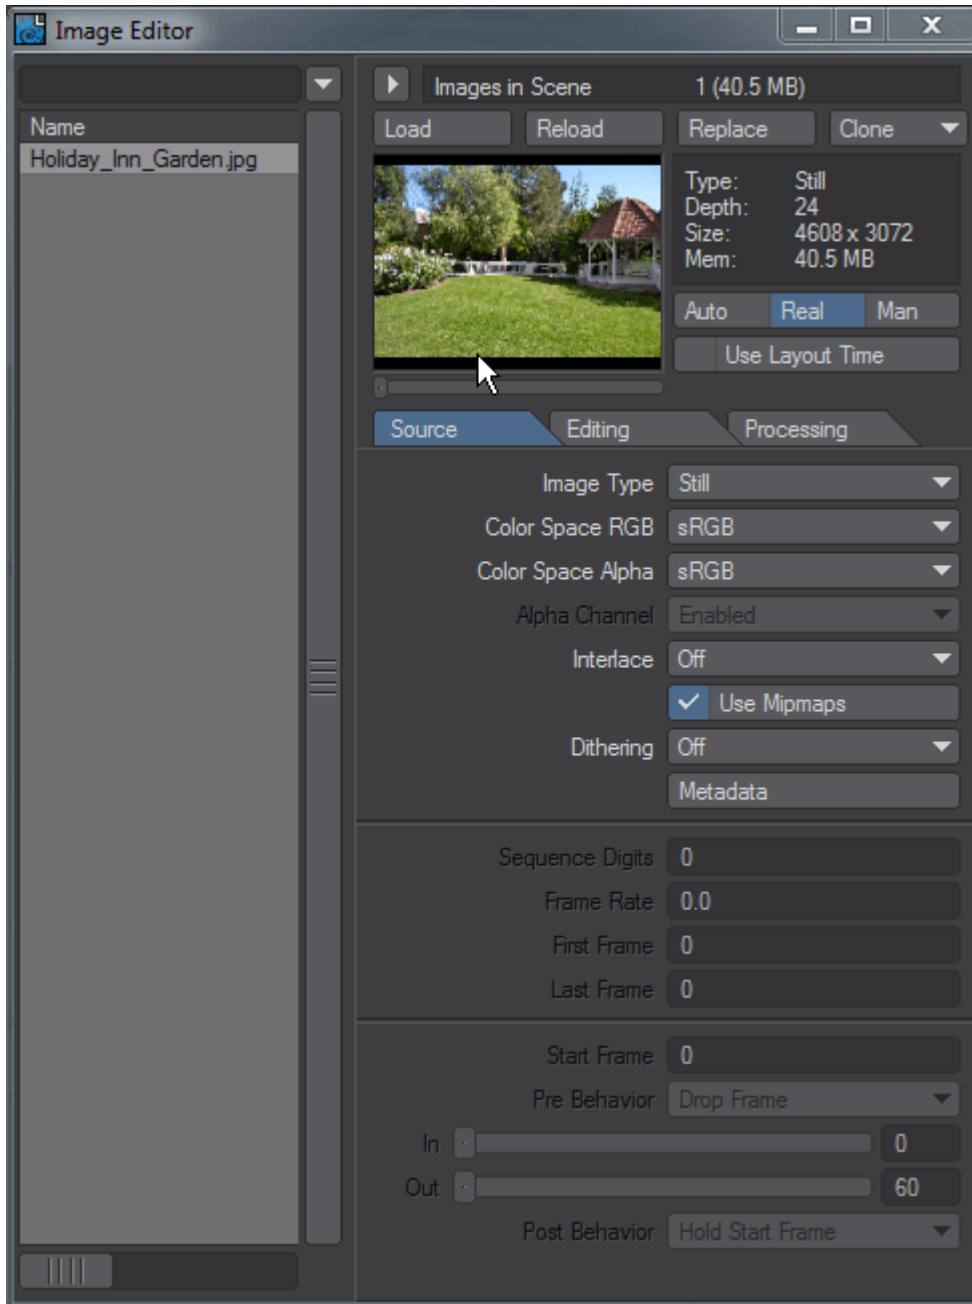 Image Editor
Images in Scene 1 (40.5 MB)
Name
Load Reload Replace Clone
Holiday_Inn_Garden.jpg
Type: Still
Depth: 24
Size: 4608 x 3072
Mem: 40.5 MB
Auto Real Man
Use Layout Time
Source Editing Processing
Image Type Still
Color Space RGB sRGB
Color Space Alpha sRGB
Alpha Channel Enabled
Interlace Off
Use Mipmaps
Dithering Off
Metadata
Sequence Digits 0
Frame Rate 0.0
First Frame 0
Last Frame 0
Start Frame 0
Pre Behavior Drop Frame
In 0
Out 60
Post Behavior Hold Start Frame